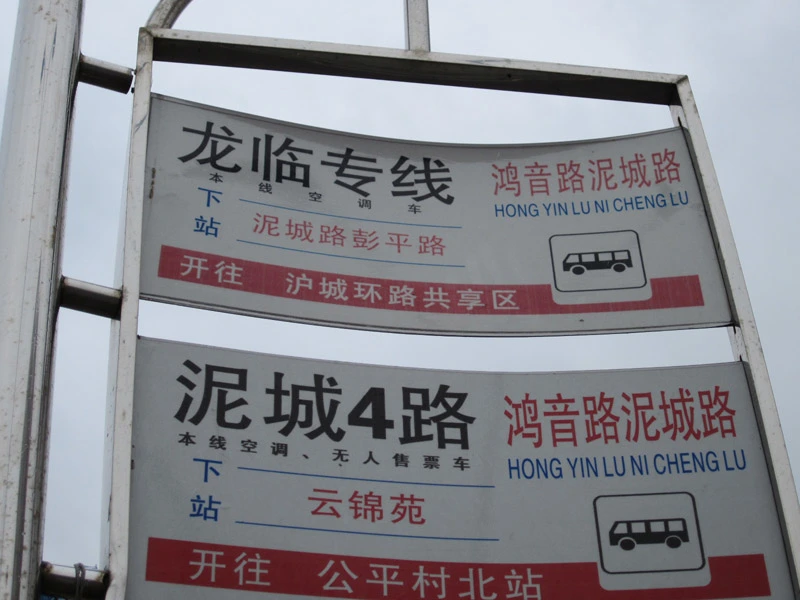 龙临专线
本线空调车
鸿音路泥城路
HONG YIN LU NI CHENG LU
下站
泥城路彭平路
开往 沪城环路共享区
泥城4路
本线空调、无人售票车
鸿音路泥城路
HONG YIN LU NI CHENG LU
下站
云锦苑
开往 公平村北站